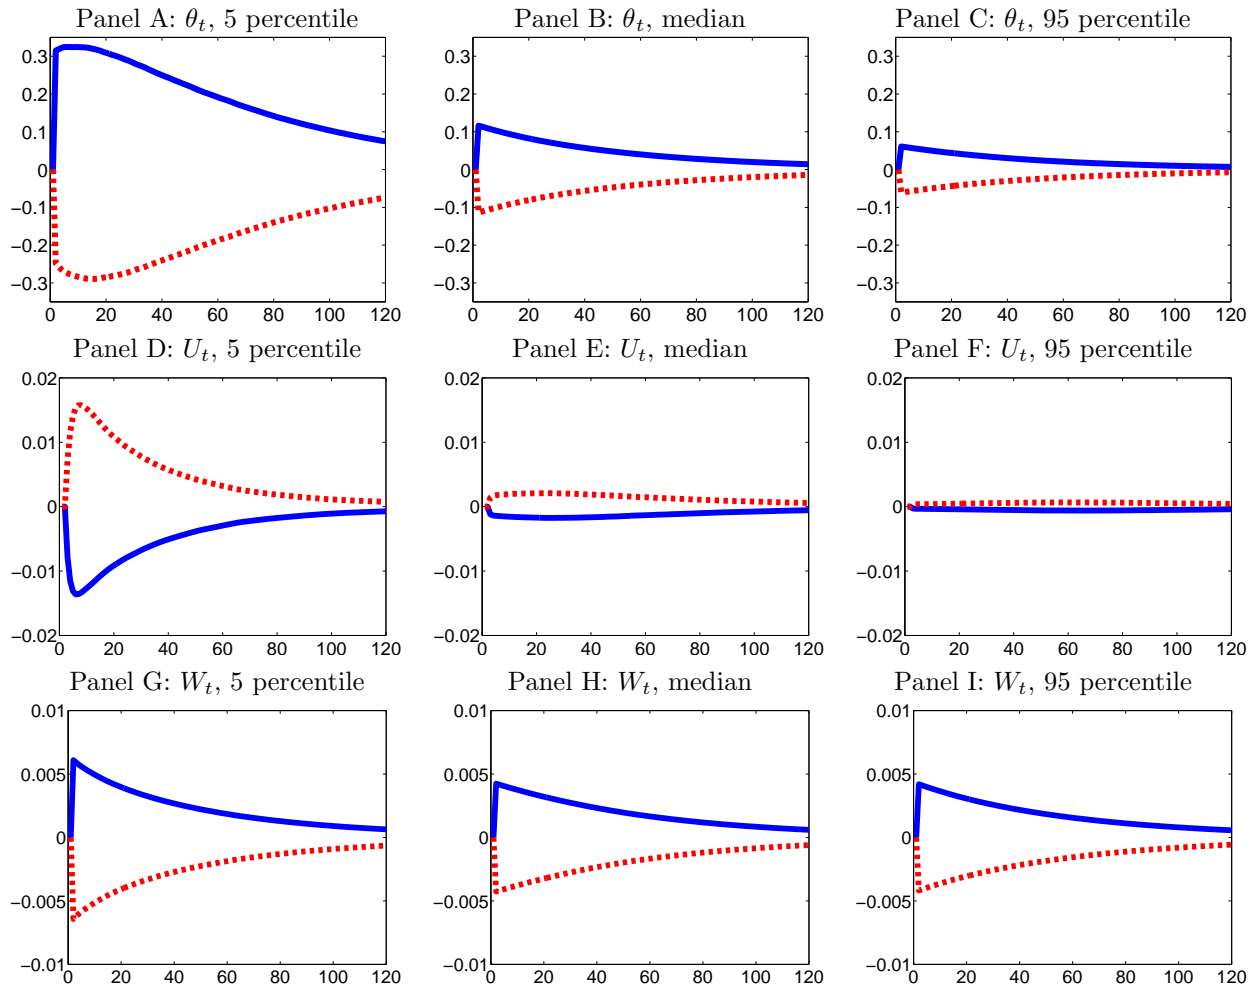 Panel A: θt, 5 percentile
Panel B: θt, median
Panel C: θt, 95 percentile
0.3
0.2
0.1
0
−0.1
−0.2
−0.3
0 20 40 60 80 100 120
0.3
0.2
0.1
0
−0.1
−0.2
−0.3
0 20 40 60 80 100 120
0.3
0.2
0.1
0
−0.1
−0.2
−0.3
0 20 40 60 80 100 120
Panel D: Ut, 5 percentile
Panel E: Ut, median
Panel F: Ut, 95 percentile
0.02
0.01
0
−0.01
−0.02
0 20 40 60 80 100 120
0.02
0.01
0
−0.01
−0.02
0 20 40 60 80 100 120
0.02
0.01
0
−0.01
−0.02
0 20 40 60 80 100 120
Panel G: Wt, 5 percentile
Panel H: Wt, median
Panel I: Wt, 95 percentile
0.01
0.005
0
−0.005
−0.01
0 20 40 60 80 100 120
0.01
0.005
0
−0.005
−0.01
0 20 40 60 80 100 120
0.01
0.005
0
−0.005
−0.01
0 20 40 60 80 100 120